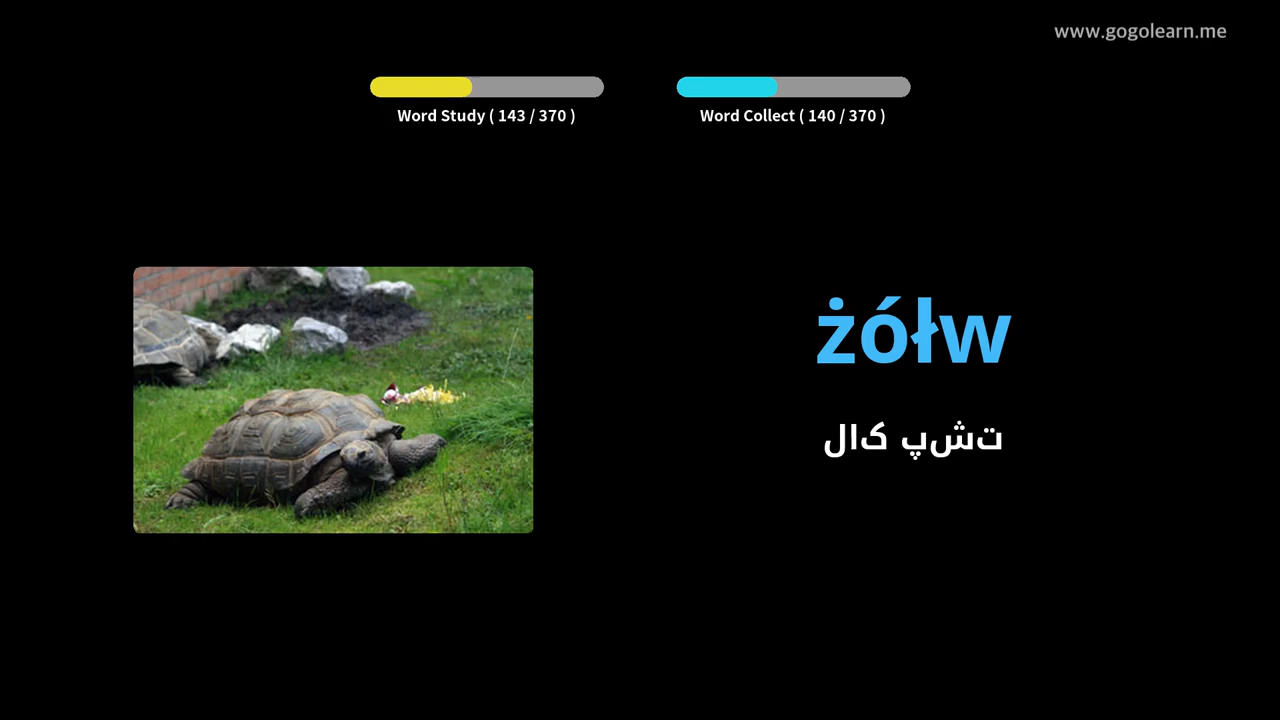 www.gogolearn.me
Word Study ( 143 / 370 )
Word Collect ( 140 / 370 )
żółw
تشپ کال